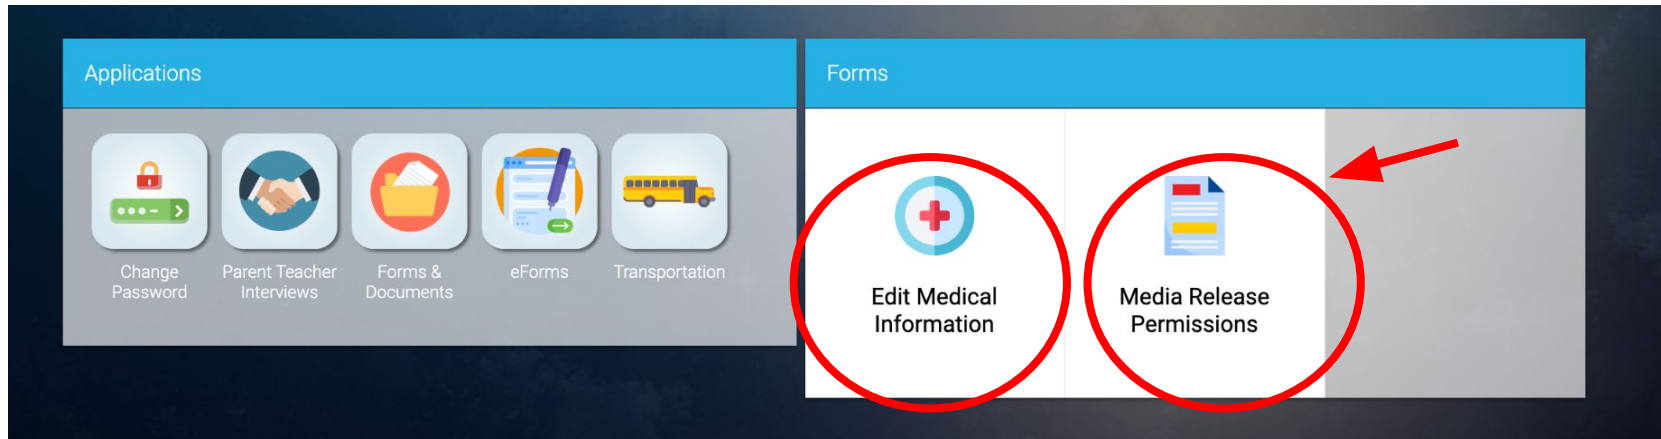 Applications
Change
Password
Parent Teacher
Interviews
Forms &
Documents
eForms
Transportation
Forms
Edit Medical
Information
Media Release
Permissions